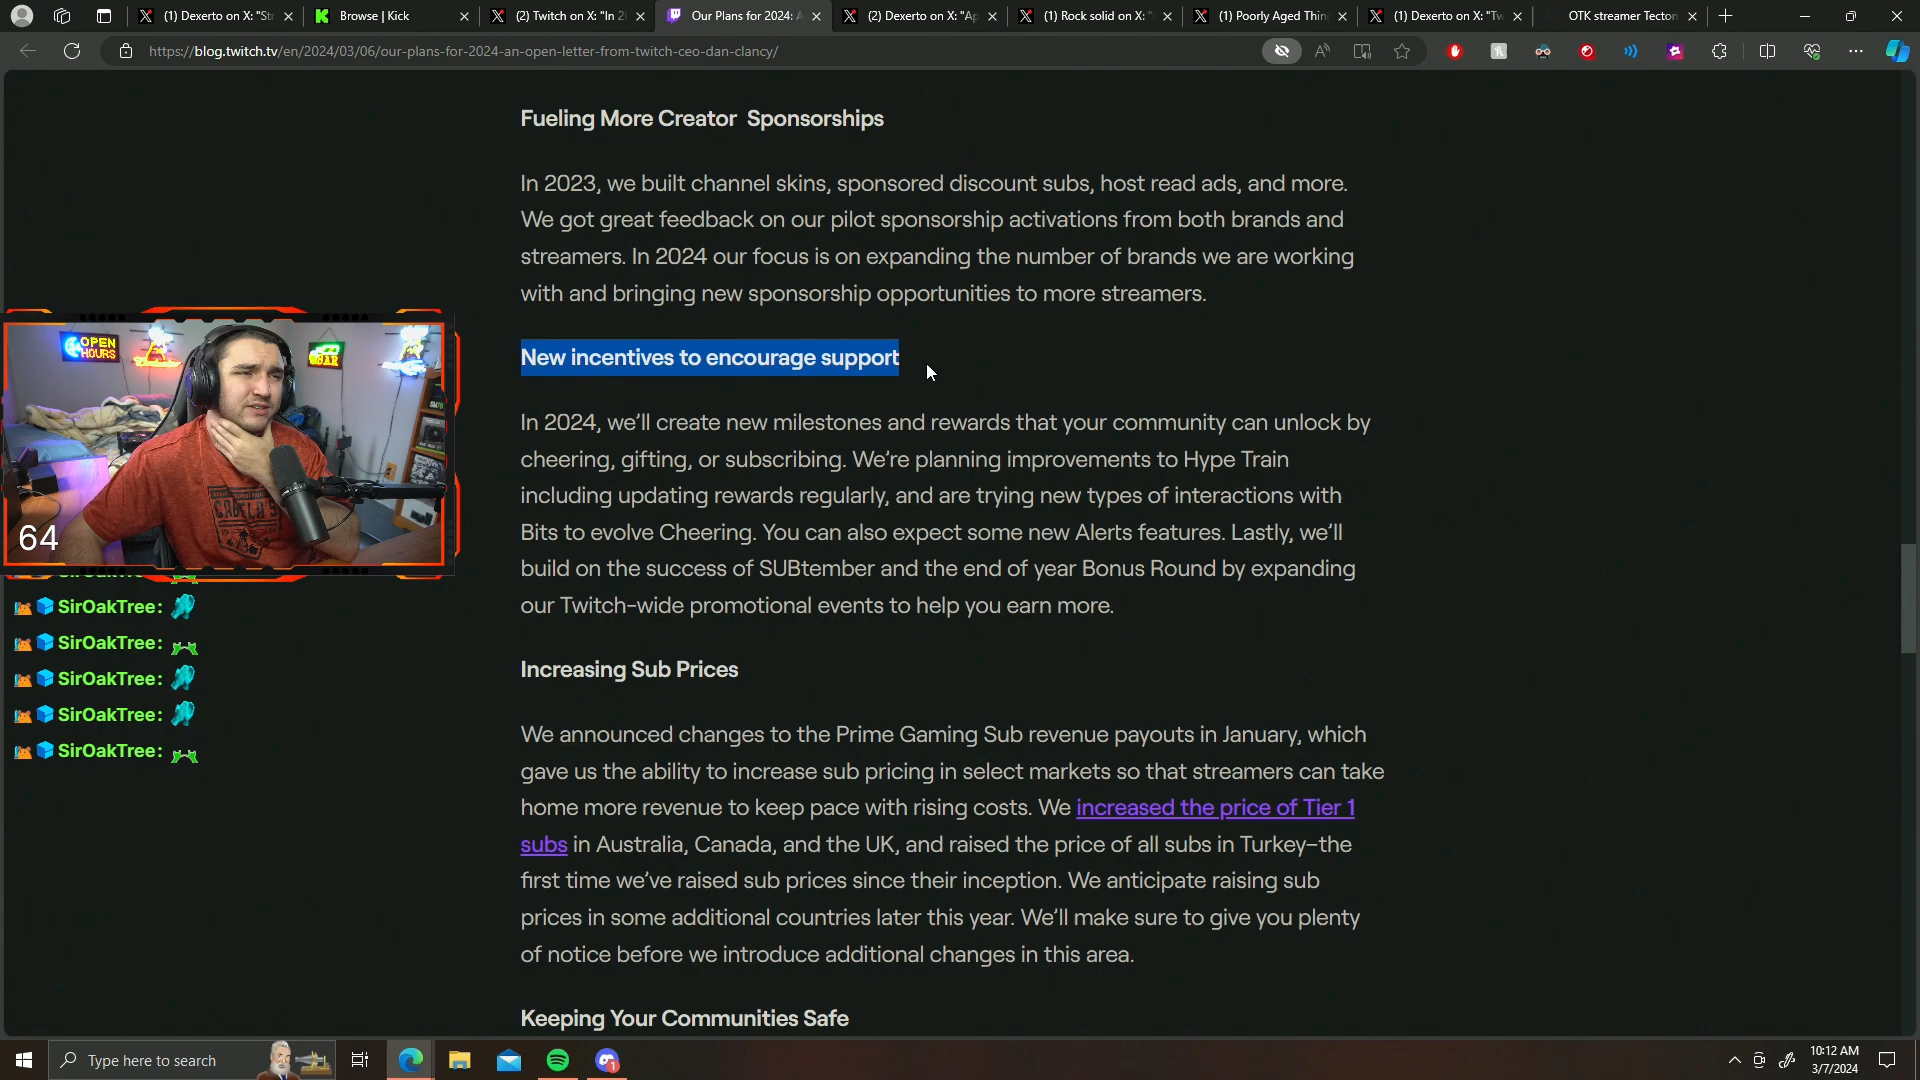 (1) Dexerto on X: "St
Browse | Kick
(2) Twitch on X: "In 2
Our Plans for 2024: A
(2) Dexerto on X: "Ap
(1) Rock solid on X: "
(1) Poorly Aged Thin
(1) Dexerto on X: "Tw
OTK streamer Tecton
https://blog.twitch.tv/en/2024/03/06/our-plans-for-2024-an-open-letter-from-twitch-ceo-dan-clancy/
Fueling More Creator Sponsorships
In 2023, we built channel skins, sponsored discount subs, host read ads, and more.
We got great feedback on our pilot sponsorship activations from both brands and
streamers. In 2024 our focus is on expanding the number of brands we are working
with and bringing new sponsorship opportunities to more streamers.
New incentives to encourage support
In 2024, we'll create new milestones and rewards that your community can unlock by
cheering, gifting, or subscribing. We're planning improvements to Hype Train
including updating rewards regularly, and are trying new types of interactions with
Bits to evolve Cheering. You can also expect some new Alerts features. Lastly, we'll
build on the success of SUBtember and the end of year Bonus Round by expanding
our Twitch-wide promotional events to help you earn more.
Increasing Sub Prices
We announced changes to the Prime Gaming Sub revenue payouts in January, which
gave us the ability to increase sub pricing in select markets so that streamers can take
home more revenue to keep pace with rising costs. We increased the price of Tier 1
subs in Australia, Canada, and the UK, and raised the price of all subs in Turkey–the
first time we've raised sub prices since their inception. We anticipate raising sub
prices in some additional countries later this year. We'll make sure to give you plenty
of notice before we introduce additional changes in this area.
Keeping Your Communities Safe
OPEN
HOURS
BAR
CABELA'S
64
SirOakTree:
SirOakTree:
SirOakTree:
SirOakTree:
SirOakTree:
Type here to search
1
10:12 AM
3/7/2024